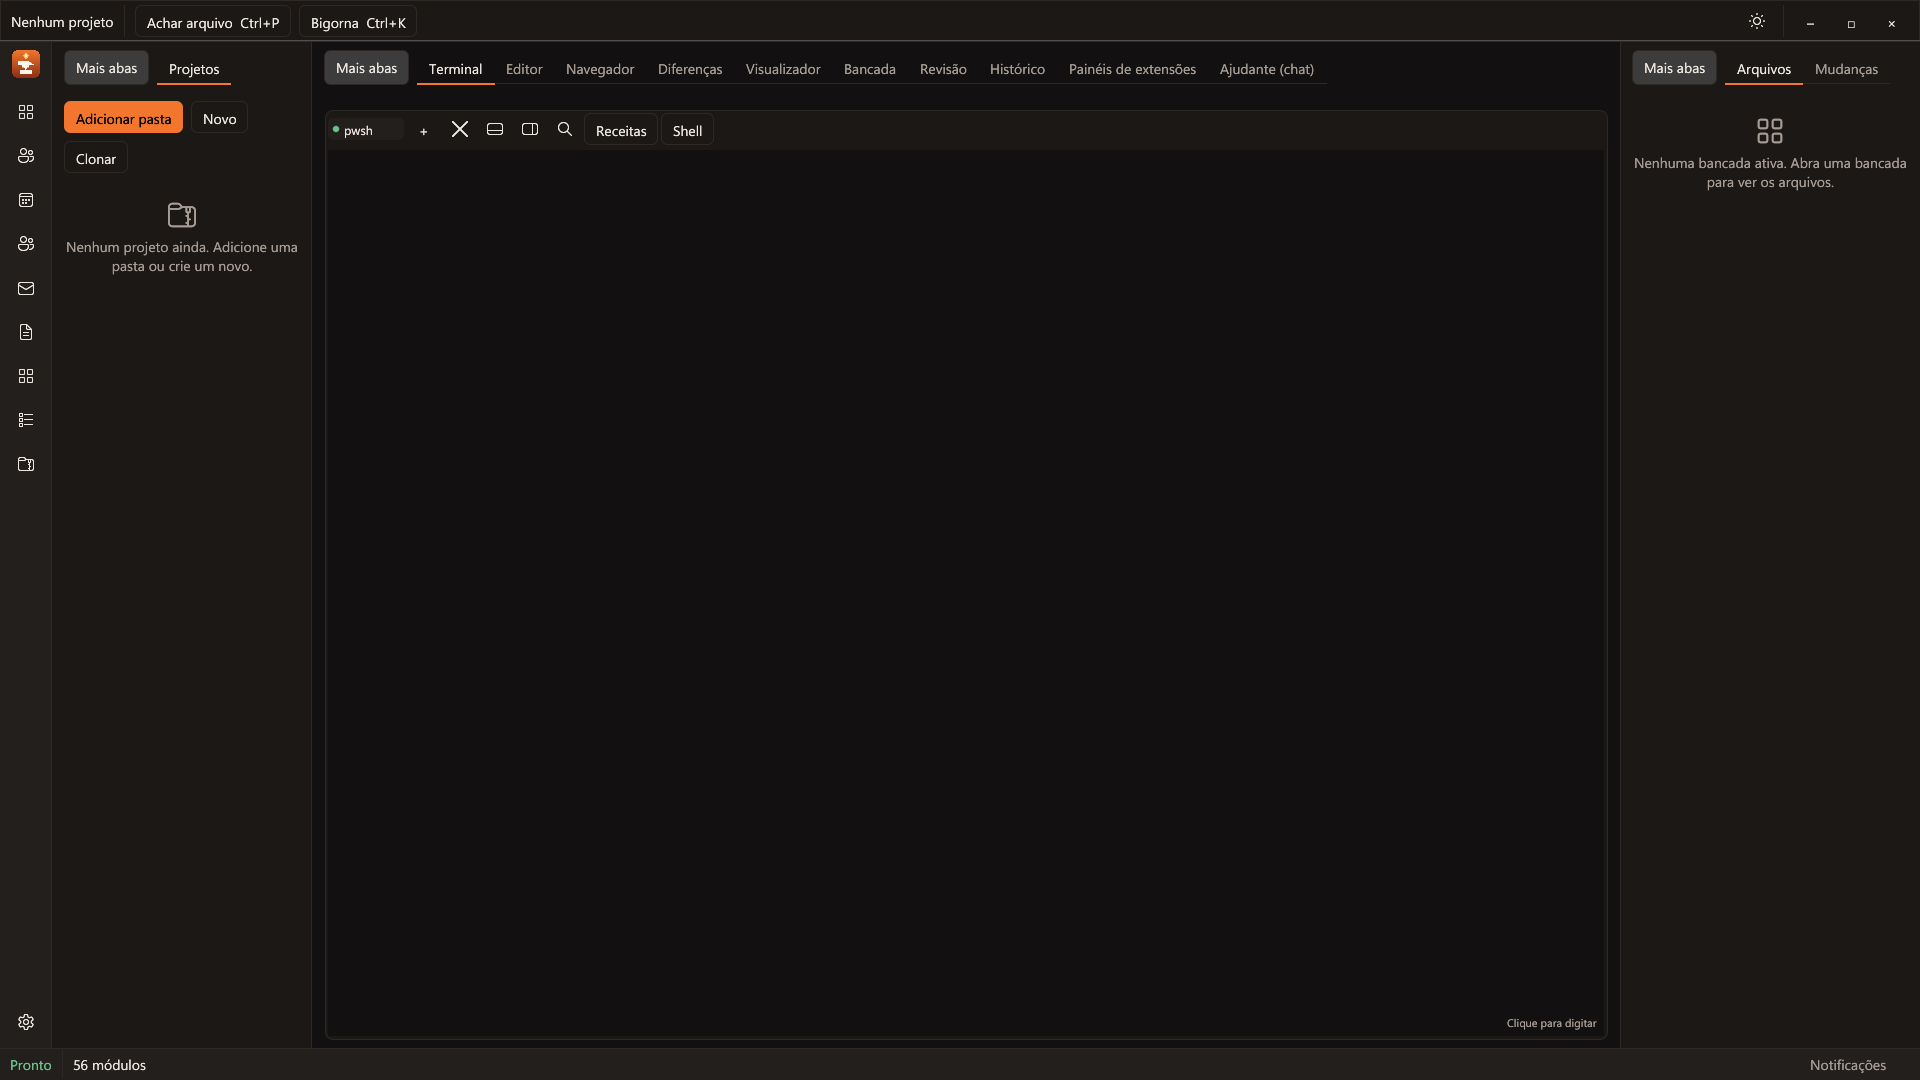 Nenhum projeto
Achar arquivo Ctrl+P
Bigorna Ctrl+K
Mais abas
Projetos
Adicionar pasta
Novo
Clonar
Nenhum projeto ainda. Adicione uma
pasta ou crie um novo.
Mais abas
Terminal
Editor
Navegador
Diferenças
Visualizador
Bancada
Revisão
Histórico
Painéis de extensões
Ajudante (chat)
pwsh
Receitas
Shell
Clique para digitar
Mais abas
Arquivos
Mudanças
Nenhuma bancada ativa. Abra uma bancada
para ver os arquivos.
Pronto
56 módulos
Notificações